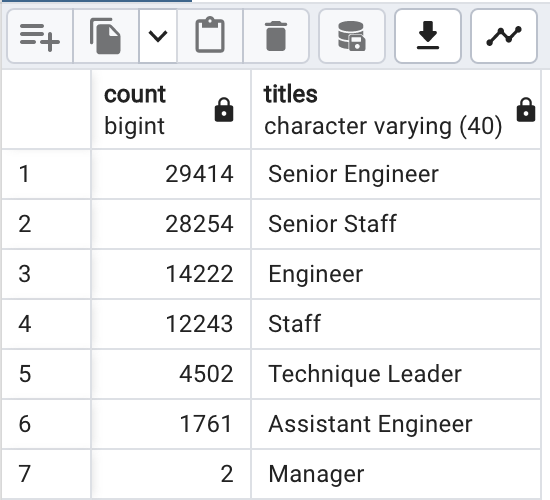 count titles
bigint character varying (40)
1 29414 Senior Engineer
2 28254 Senior Staff
3 14222 Engineer
4 12243 Staff
5 4502 Technique Leader
6 1761 Assistant Engineer
7 2 Manager